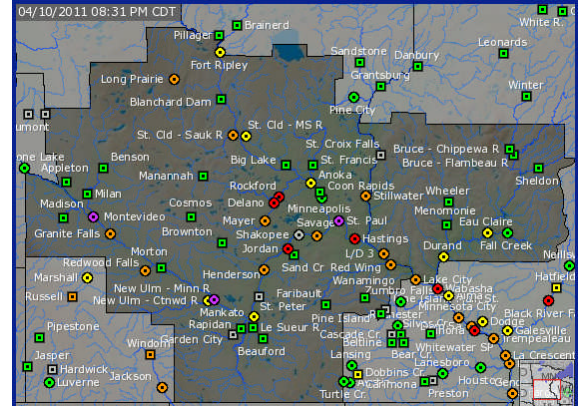 04/10/2011 08:31 PM CDT
Brainerd
White R.
Pillager
Leonards
Sandstone
Danbury
Fort Ripley
Long Prairie
Grantsburg
Winter
Blanchard Dam
Pine City
St. Cld - Sauk R
St. Cld - MS R
St. Croix Falls
Bruce - Chippewa R
Bruce - Flambeau R
Appleton
Benson
Big Lake
St. Francis
Manannah
Anoka
Sheldon
Rockford
Coon Rapids
Stillwater
Wheeler
Milan
Madison
Delano
Minneapolis
Menomonie
Montevideo
Cosmos
Mayer
Savage
St. Paul
Eau Claire
Granite Falls
Brownton
Shakopee
Hastings
Durand
Fall Creek
Morton
Jordan
L/D 3
Redwood Falls
Sand Cr
Red Wing
Marshall
Henderson
Wanamingo
Lake City
Hatfield
New Ulm - Minn R
Zumbro Falls
Wabasha
Russell
New Ulm - Ctnwd R
Faribault
Mankato
St. Peter
Pine Island
Minnesota City
Dodge
Pipestone
Rapidan
Le Sueur R
Galesville
Garden City
Cascade Cr.
Trempealeau
Windom
Beltline
Whitewater SP
Jasper
Beauford
Lansing
Bear Cr.
La Crescent
Hardwick
Dobbins Cr.
Lanesboro
Luverne
Jackson
Houston
Turtle Cr.
Preston
MN